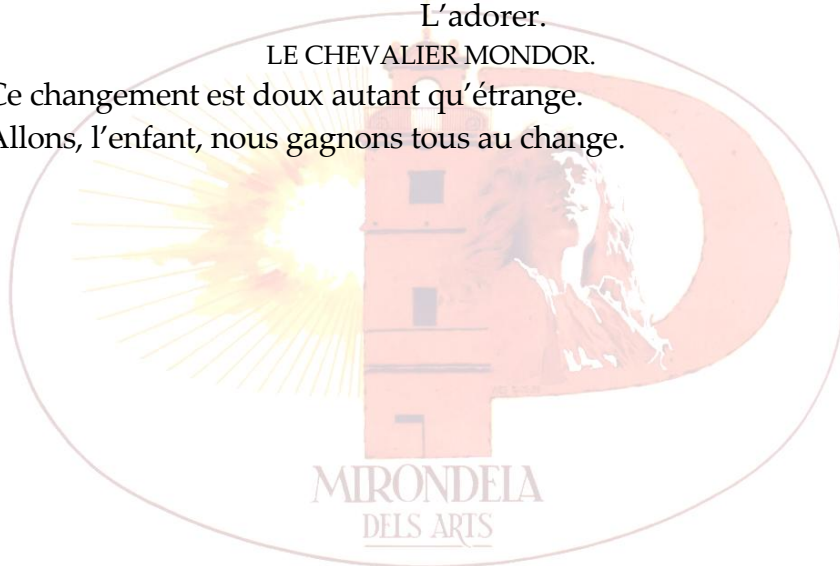 L’adorer.
LE CHEVALIER MONDOR.
Ce changement est doux autant qu’étrange.
Allons, l’enfant, nous gagnons tous au change.
MIRONDELA
DELS ARTS